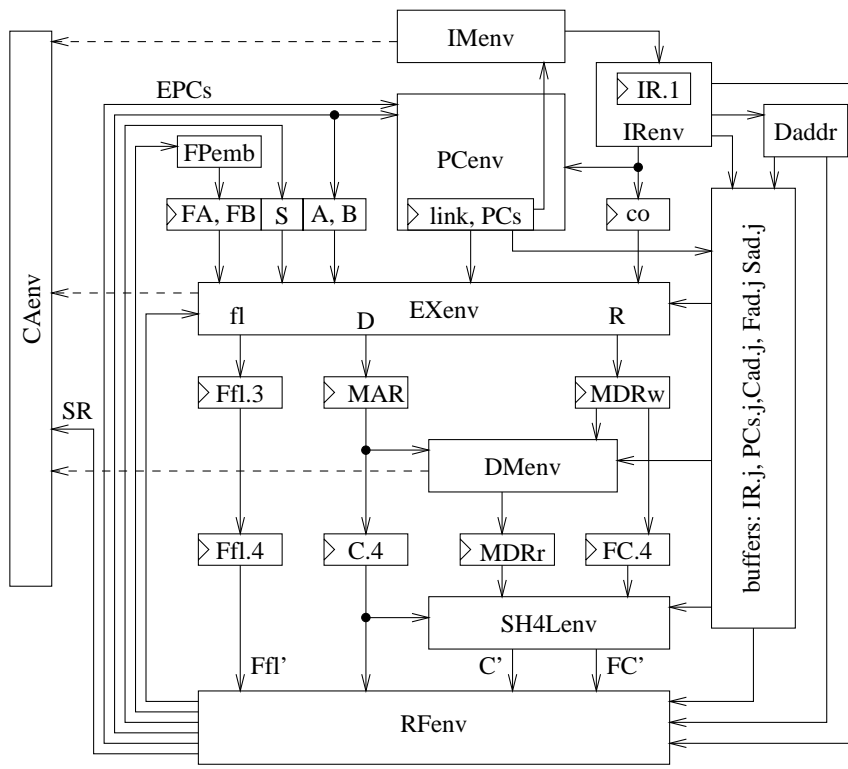 IMenv
IR.1
IRenv
EPCs
Daddr
FPemb
PCenv
FA, FB
S
A, B
link, PCs
co
CAenv
EXenv
fl
D
R
buffers: IR.j, PCs.j,Cad.j, Fad.j Sad.j
Ffl.3
MAR
MDRw
SR
DMenv
Ffl.4
C.4
MDRr
FC.4
SH4Lenv
Ffl’
C’
FC’
RFenv